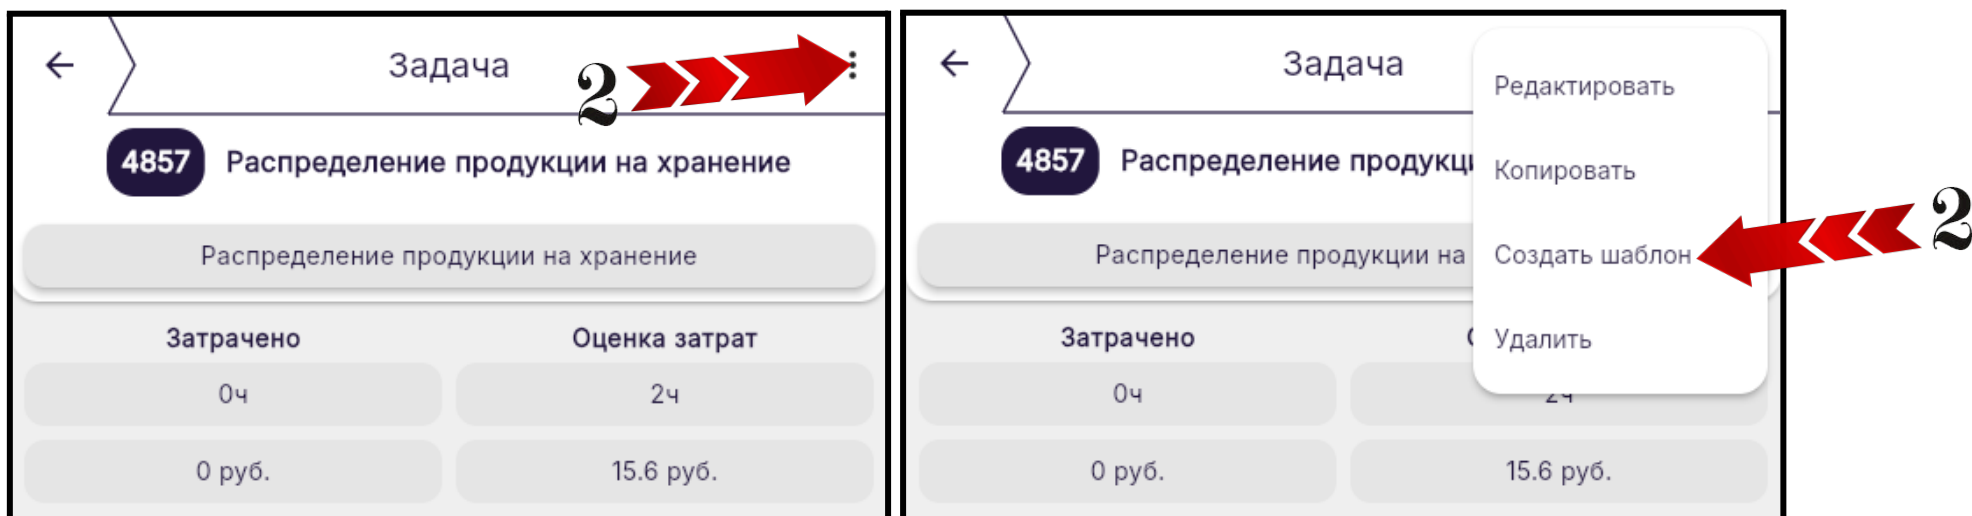 Задача
2
4857 Распределение продукции на хранение
Распределение продукции на хранение
Затрачено Оценка затрат
0ч 2ч
0 руб. 15.6 руб.
Задача
4857 Распределение продукци
Распределение продукции на
Затрачено
0ч 2ч
0 руб. 15.6 руб.
Редактировать
Копировать
Создать шаблон
Удалить
2